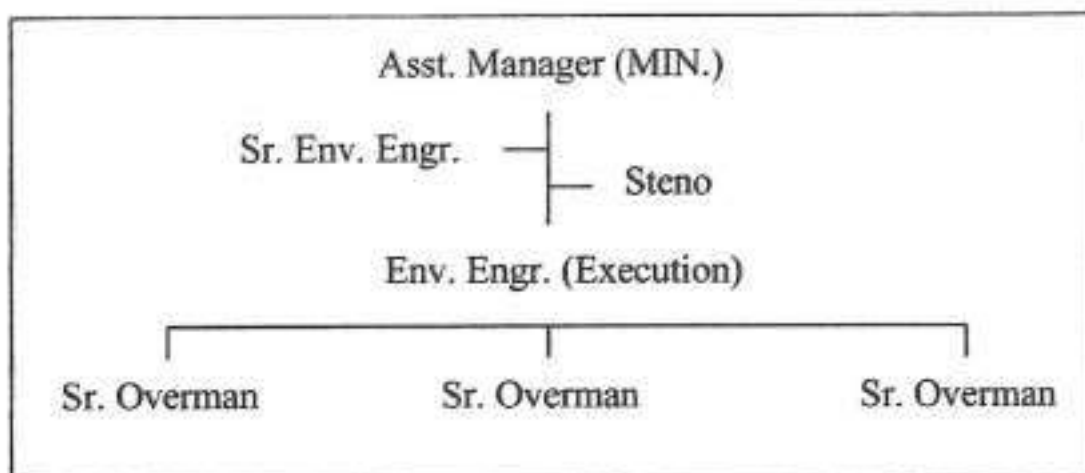 Asst. Manager (MIN.)
Sr. Env. Engr.
Steno
Env. Engr. (Execution)
Sr. Overman Sr. Overman Sr. Overman